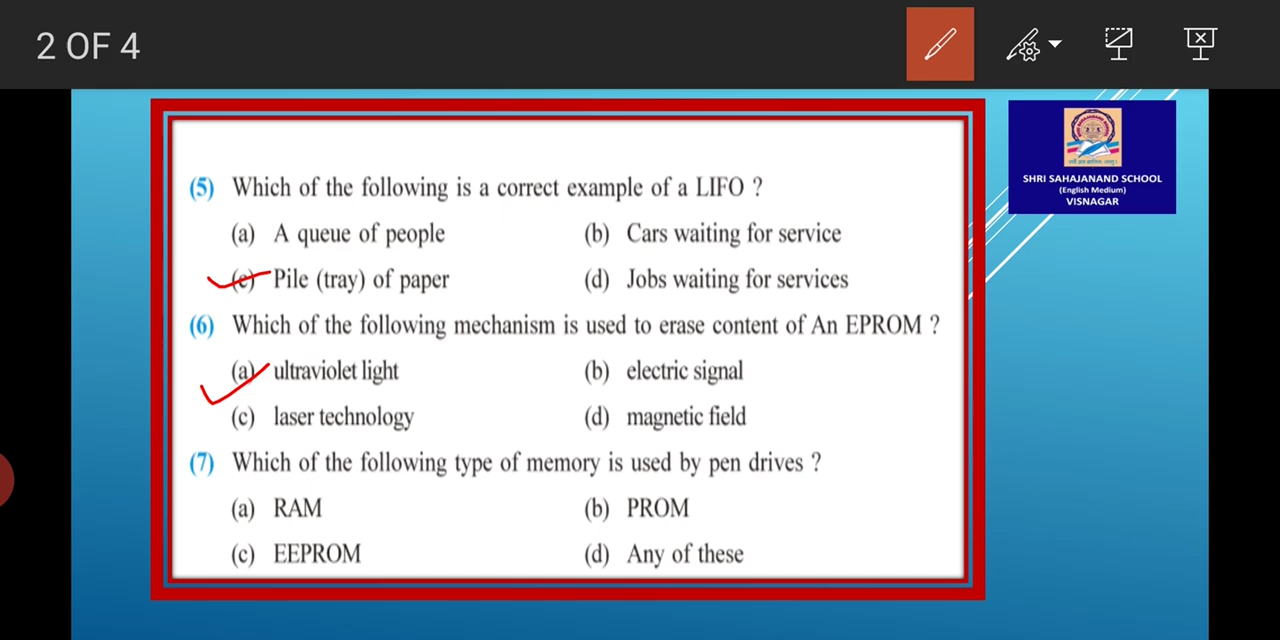 2 OF 4
SHRI SAHAJANAND SCHOOL
(English Medium)
VISNAGAR
(5) Which of the following is a correct example of a LIFO ?
(a) A queue of people (b) Cars waiting for service
(c) Pile (tray) of paper (d) Jobs waiting for services
(6) Which of the following mechanism is used to erase content of An EPROM ?
(a) ultraviolet light (b) electric signal
(c) laser technology (d) magnetic field
(7) Which of the following type of memory is used by pen drives ?
(a) RAM (b) PROM
(c) EEPROM (d) Any of these